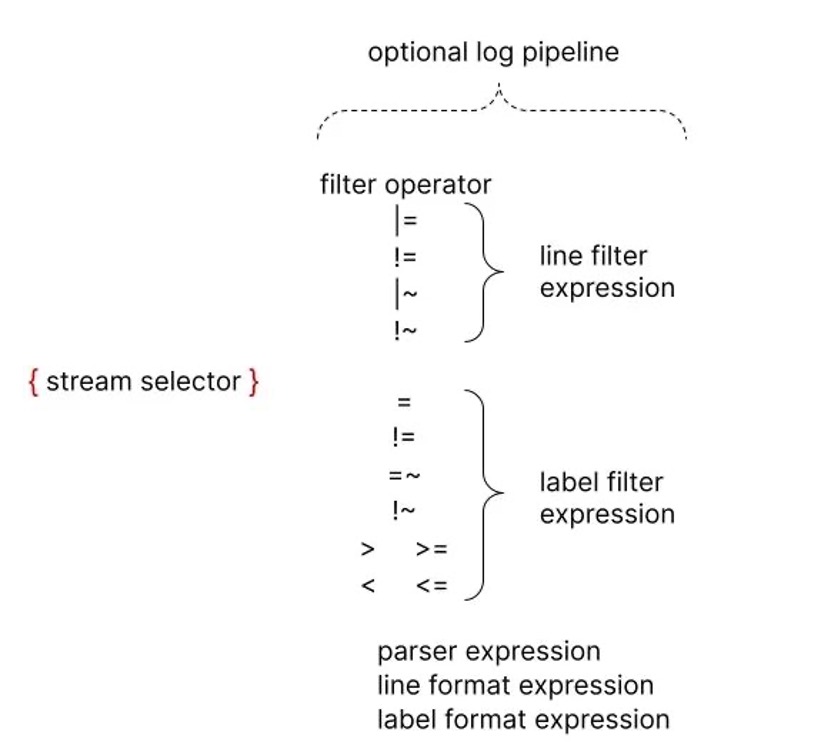 optional log pipeline
filter operator
|=
!=
|~
!~
line filter
expression
{ stream selector }
=
!=
=~
!~
> >=
< <=
label filter
expression
parser expression
line format expression
label format expression